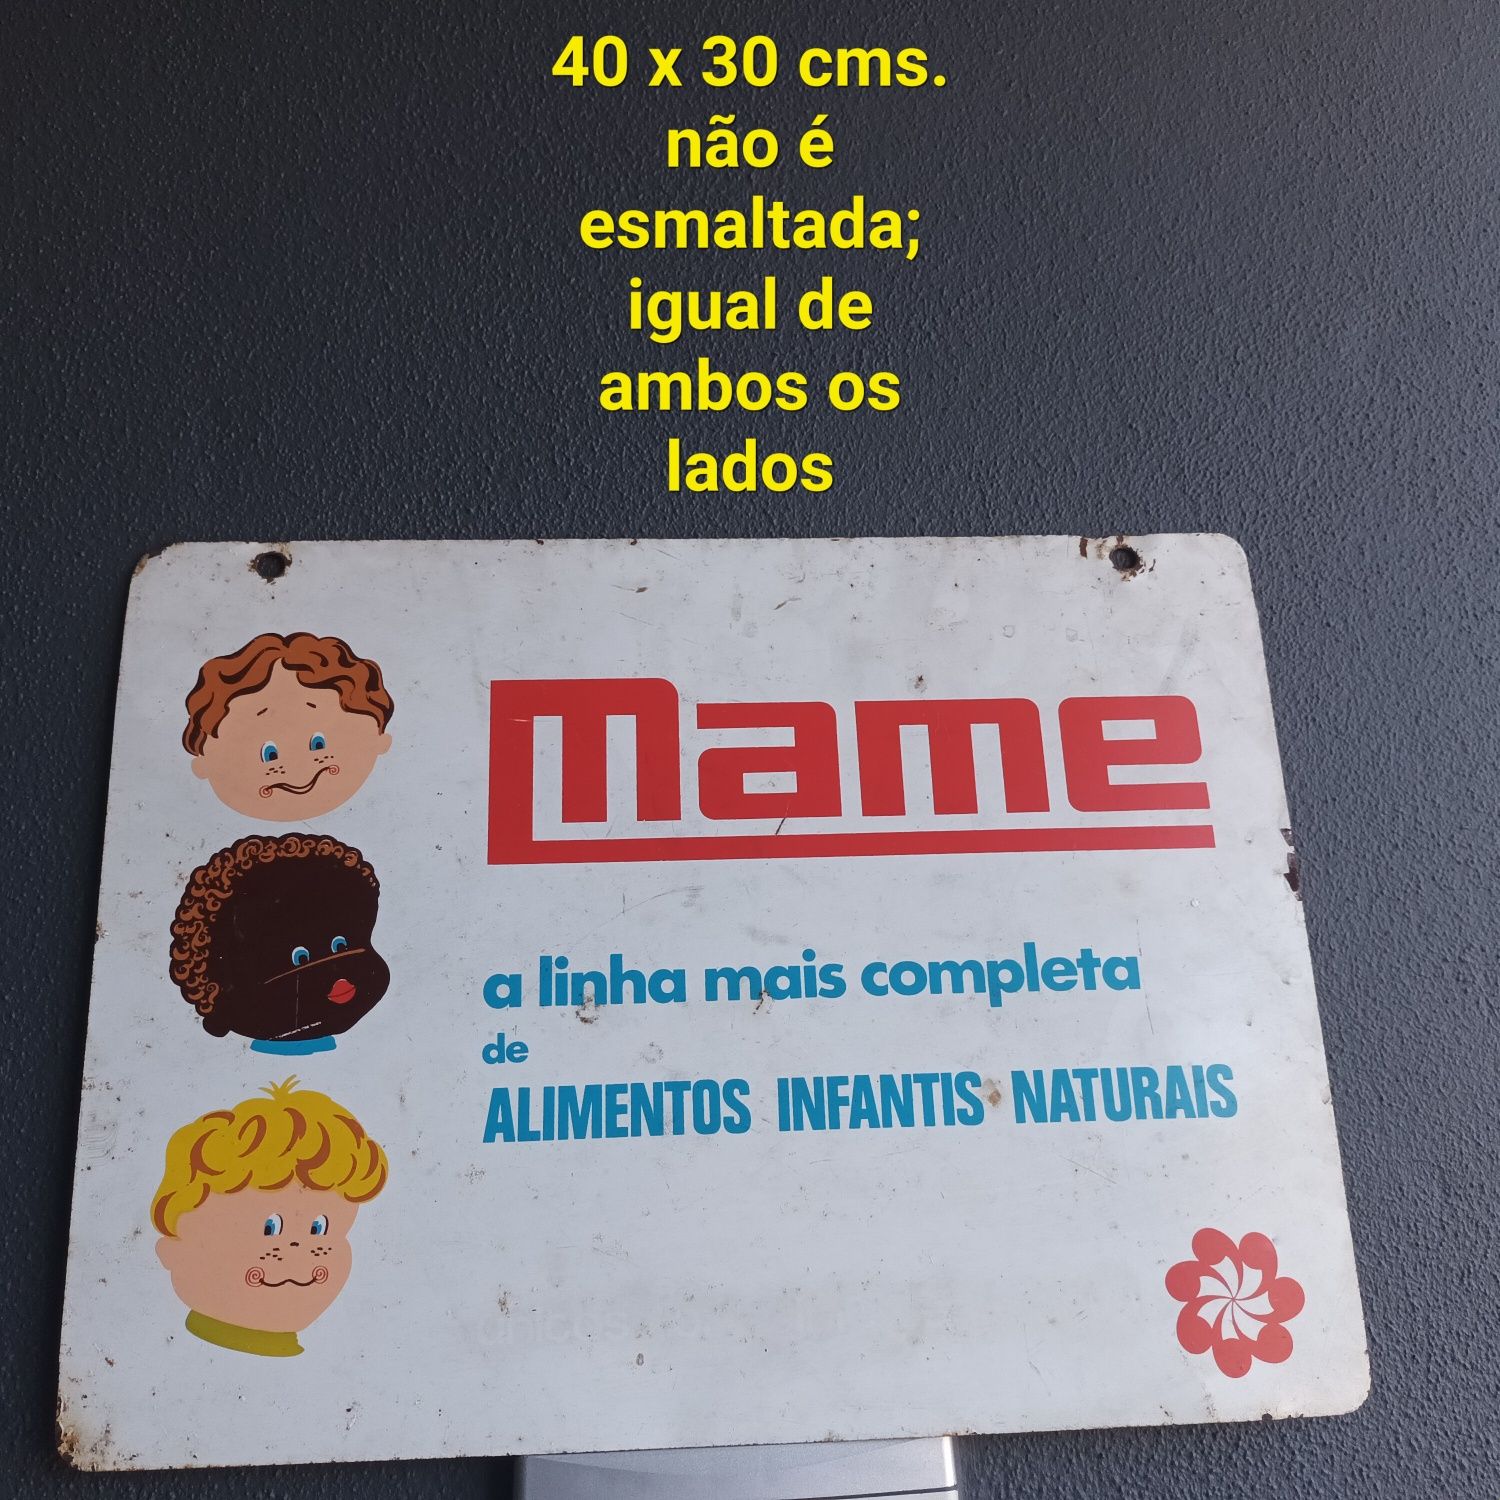 40 x 30 cms.
não é
esmaltada;
igual de
ambos os
lados
mame
a linha mais completa
de
ALIMENTOS INFANTIS NATURAIS